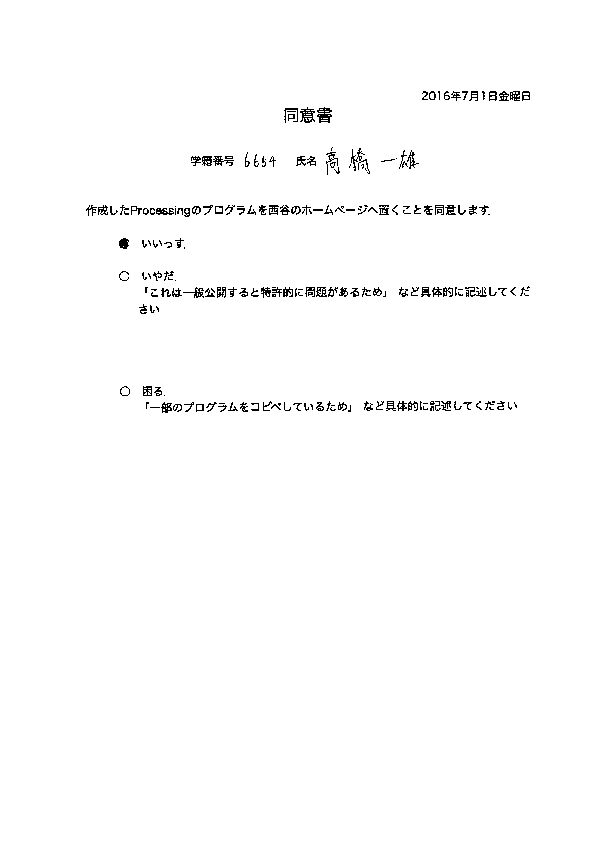 2016年7月1日金曜日
同意書
学籍番号 6654 氏名 高橋 一雄
作成したProcessingのプログラムを西谷のホームページへ置くことを同意します.
● いいっす.
○ いやだ.
「これは一般公開すると特許的に問題があるため」 など具体的に記述してくだ
さい
○ 困る.
「一部のプログラムをコピペしているため」 など具体的に記述してください